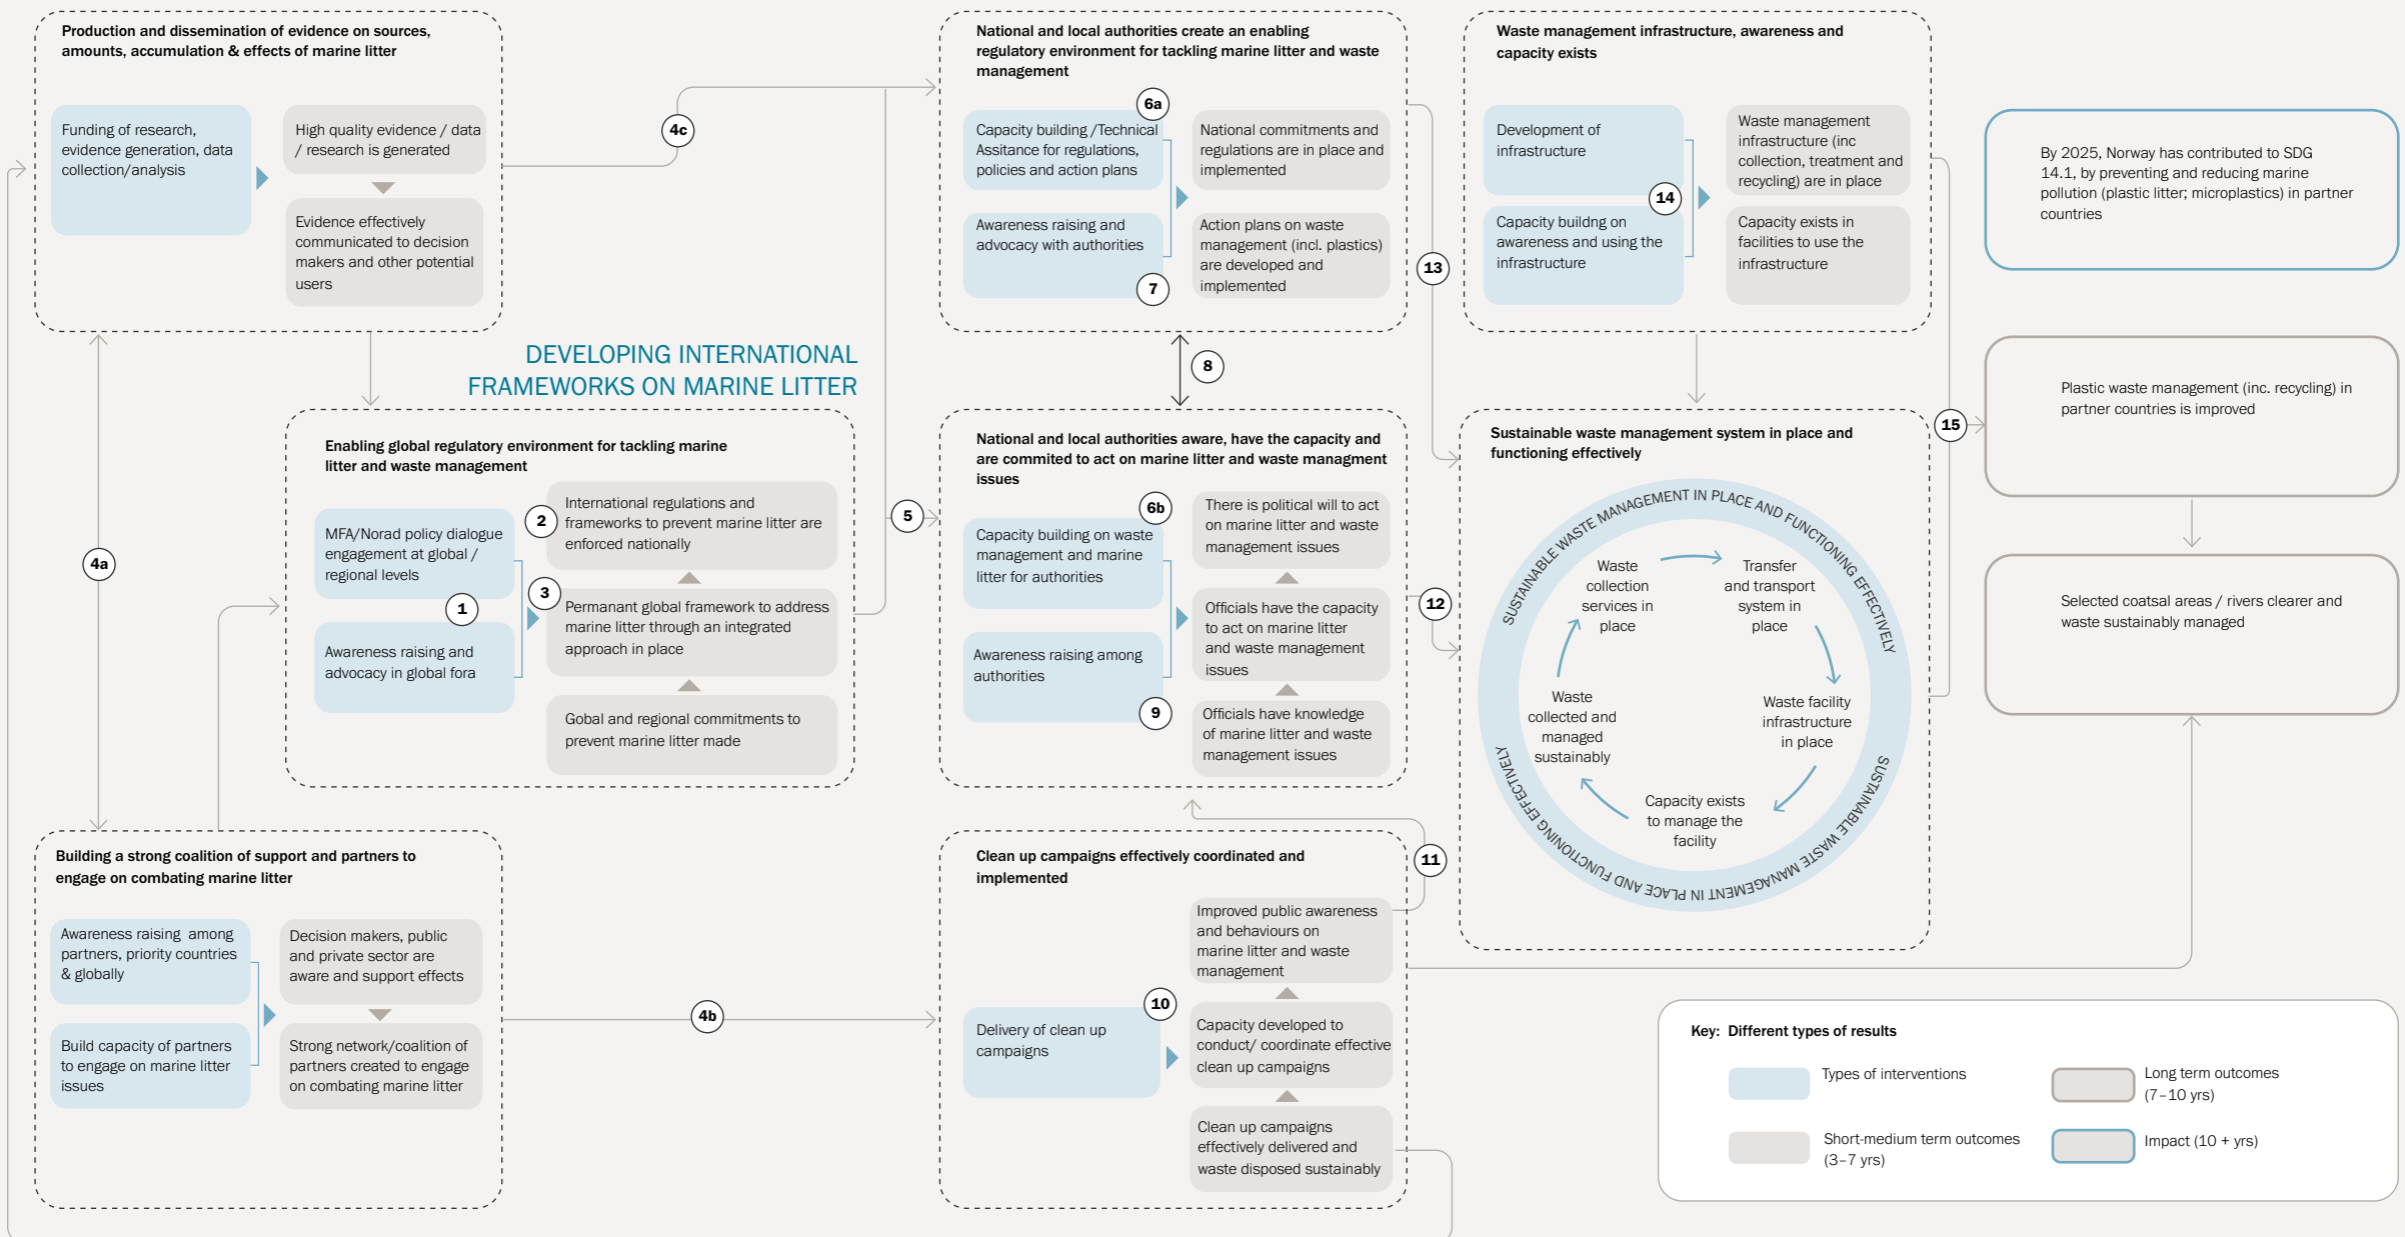 Production and dissemination of evidence on sources,
amounts, accumulation & effects of marine litter
Funding of research,
evidence generation, data
collection/analysis
High quality evidence / data
/ research is generated
Evidence effectively
communicated to decision
makers and other potential
users
4c
National and local authorities create an enabling
regulatory environment for tackling marine litter and waste
management
6a
Capacity building /Technical
Assitance for regulations,
policies and action plans
Awareness raising and
advocacy with authorities
7
National commitments and
regulations are in place and
implemented
Action plans on waste
management (incl. plastics)
are developed and
implemented
13
Waste management infrastructure, awareness and
capacity exists
Development of
infrastructure
14
Capacity buildng on
awareness and using the
infrastructure
Waste management
infrastructure (inc
collection, treatment and
recycling) are in place
Capacity exists in
facilities to use the
infrastructure
By 2025, Norway has contributed to SDG
14.1, by preventing and reducing marine
pollution (plastic litter; microplastics) in partner
countries
DEVELOPING INTERNATIONAL
FRAMEWORKS ON MARINE LITTER
8
4a
Enabling global regulatory environment for tackling marine
litter and waste management
MFA/Norad policy dialogue
engagement at global /
regional levels
1
Awareness raising and
advocacy in global fora
2
3
International regulations and
frameworks to prevent marine litter are
enforced nationally
Permanant global framework to address
marine litter through an integrated
approach in place
Gobal and regional commitments to
prevent marine litter made
5
National and local authorities aware, have the capacity and
are commited to act on marine litter and waste managment
issues
6b
Capacity building on waste
management and marine
litter for authorities
Awareness raising among
authorities
9
There is political will to act
on marine litter and waste
management issues
Officials have the capacity
to act on marine litter
and waste management
issues
Officials have knowledge
of marine litter and waste
management issues
12
Sustainable waste management system in place and
functioning effectively
SUSTAINABLE WASTE MANAGEMENT IN PLACE AND FUNCTIONING EFFECTIVELY
SUSTAINABLE WASTE MANAGEMENT IN PLACE AND FUNCTIONING EFFECTIVELY
Waste
collection
services in
place
Transfer
and transport
system in
place
Waste facility
infrastructure
in place
Capacity exists
to manage the
facility
Waste
collected and
managed
sustainably
15
Plastic waste management (inc. recycling) in
partner countries is improved
Selected coatsal areas / rivers clearer and
waste sustainably managed
Building a strong coalition of support and partners to
engage on combating marine litter
Awareness raising among
partners, priority countries
& globally
Build capacity of partners
to engage on marine litter
issues
Decision makers, public
and private sector are
aware and support effects
Strong network/coalition of
partners created to engage
on combating marine litter
4b
Clean up campaigns effectively coordinated and
implemented
11
10
Delivery of clean up
campaigns
Improved public awareness
and behaviours on
marine litter and waste
management
Capacity developed to
conduct/ coordinate effective
clean up campaigns
Clean up campaigns
effectively delivered and
waste disposed sustainably
Key: Different types of results
Types of interventions
Short-medium term outcomes
(3–7 yrs)
Long term outcomes
(7–10 yrs)
Impact (10 + yrs)